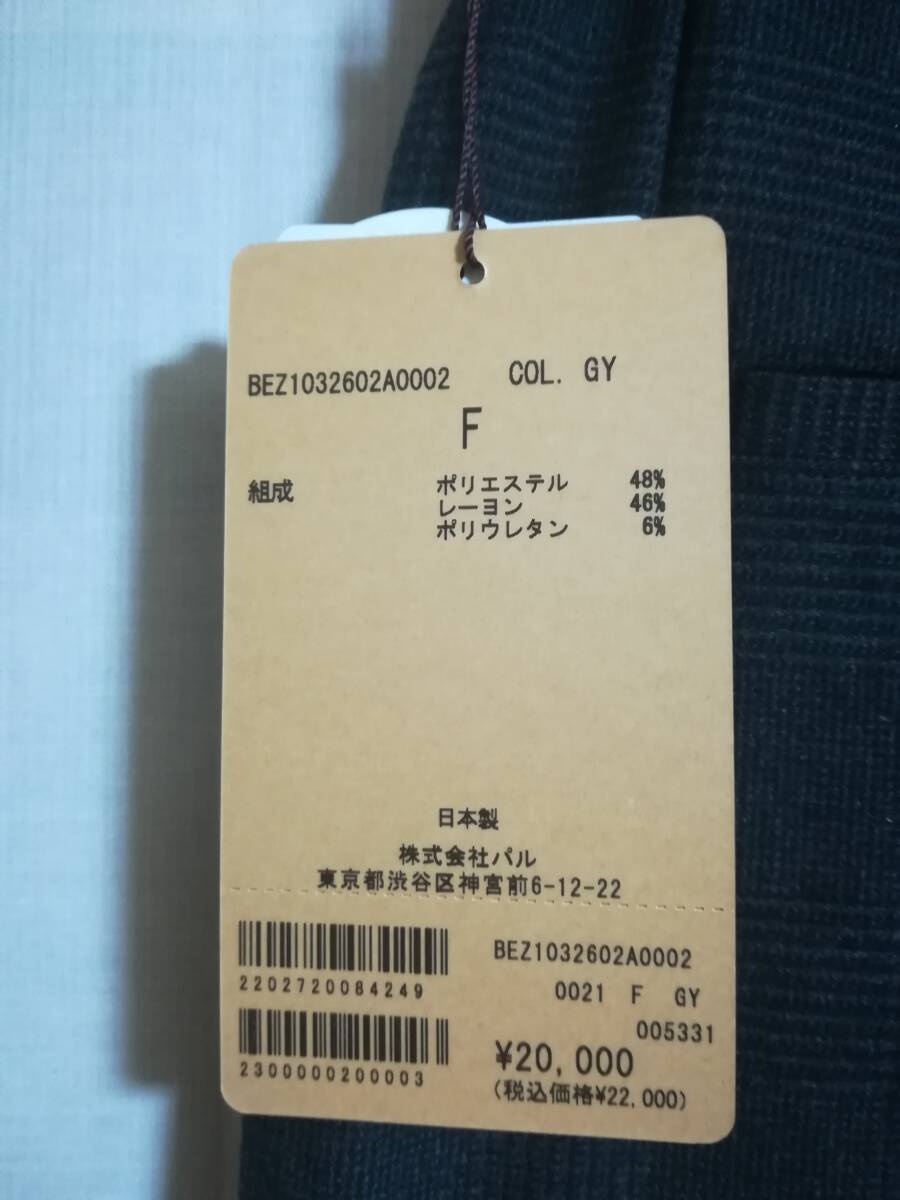 BEZ1032602A0002 COL. GY
F
組成 ポリエステル 48%
レーヨン 46%
ポリウレタン 6%
日本製
株式会社パル
東京都渋谷区神宮前6-12-22
BEZ1032602A0002
2202720084249
0021 F GY
005331
¥20,000
2300000200003
(税込価格¥22,000)